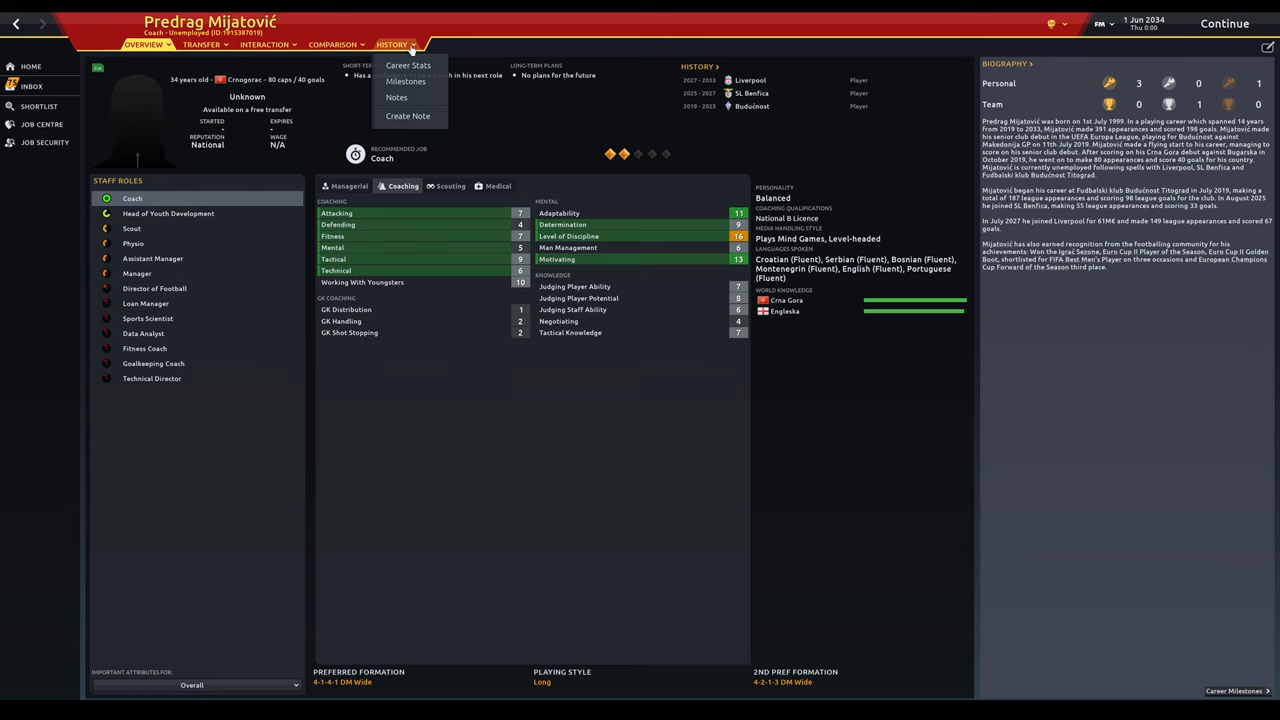 Predrag Mijatović
Coach - Unemployed (ID:1915387019)
FM
1 Jun 2034
Thu 0:00
Continue
OVERVIEW
TRANSFER
INTERACTION
COMPARISON
HISTORY
Career Stats
Milestones
Notes
Create Note
HOME
75
INBOX
SHORTLIST
JOB CENTRE
JOB SECURITY
34 years old - Crnogorac - 80 caps / 40 goals
Unknown
Available on a free transfer
STARTED
-
EXPIRES
-
REPUTATION
National
WAGE
N/A
SHORT-TER
Has a
be a Coach in his next role
LONG-TERM PLANS
No plans for the future
RECOMMENDED JOB
Coach
HISTORY >
2027 - 2033 Liverpool Player
2025 - 2027 SL Benfica Player
2019 - 2025 Budućnost Player
STAFF ROLES
Coach
Head of Youth Development
Scout
Physio
Assistant Manager
Manager
Director of Football
Loan Manager
Sports Scientist
Data Analyst
Fitness Coach
Goalkeeping Coach
Technical Director
IMPORTANT ATTRIBUTES FOR:
Overall
Managerial
Coaching
Scouting
Medical
COACHING
Attacking 7
Defending 4
Fitness 7
Mental 5
Tactical 9
Technical 6
Working With Youngsters 10
GK COACHING
GK Distribution 1
GK Handling 2
GK Shot Stopping 2
MENTAL
Adaptability 11
Determination 9
Level of Discipline 16
Man Management 6
Motivating 13
KNOWLEDGE
Judging Player Ability 7
Judging Player Potential 8
Judging Staff Ability 6
Negotiating 4
Tactical Knowledge 7
PERSONALITY
Balanced
COACHING QUALIFICATIONS
National B Licence
MEDIA HANDLING STYLE
Plays Mind Games, Level-headed
LANGUAGES SPOKEN
Croatian (Fluent), Serbian (Fluent), Bosnian (Fluent),
Montenegrin (Fluent), English (Fluent), Portuguese
(Fluent)
WORLD KNOWLEDGE
Crna Gora
Engleska
PREFERRED FORMATION
4-1-4-1 DM Wide
PLAYING STYLE
Long
2ND PREF FORMATION
4-2-1-3 DM Wide
BIOGRAPHY >
Personal 3 0 1
Team 0 1 0
Predrag Mijatović was born on 1st July 1999. In a playing career which spanned 14 years
from 2019 to 2033, Mijatović made 391 appearances and scored 198 goals. Mijatović made
his senior debut in the UEFA Europa League, playing for Budućnost against
Makedonija GP on 11th July 2019. Mijatović made a flying start to his career, managing to
score on his senior club debut. After scoring on his Crna Gora debut against Bugarska in
October 2019, he went on to make 80 appearances and score 40 goals for his country.
Mijatović is currently unemployed following spells with Liverpool, SL Benfica and
Fudbalski klub Budućnost Titograd.
Mijatović began his career at Fudbalski klub Budućnost Titograd in July 2019, making a
total of 187 league appearances and scoring 98 league goals for the club. In August 2025
he joined SL Benfica, making 55 league appearances and scoring 33 goals.
In July 2027 he joined Liverpool for 61M€ and made 149 league appearances and scored 67
goals.
Mijatović has also earned recognition from the footballing community for his
achievements: Won the Igrač Sezone, Euro Cup II Player of the Season, Euro Cup II Golden
Boot, shortlisted for FIFA Best Men's Player on three occasions and European Champions
Cup Forward of the Season third place.
Career Milestones >